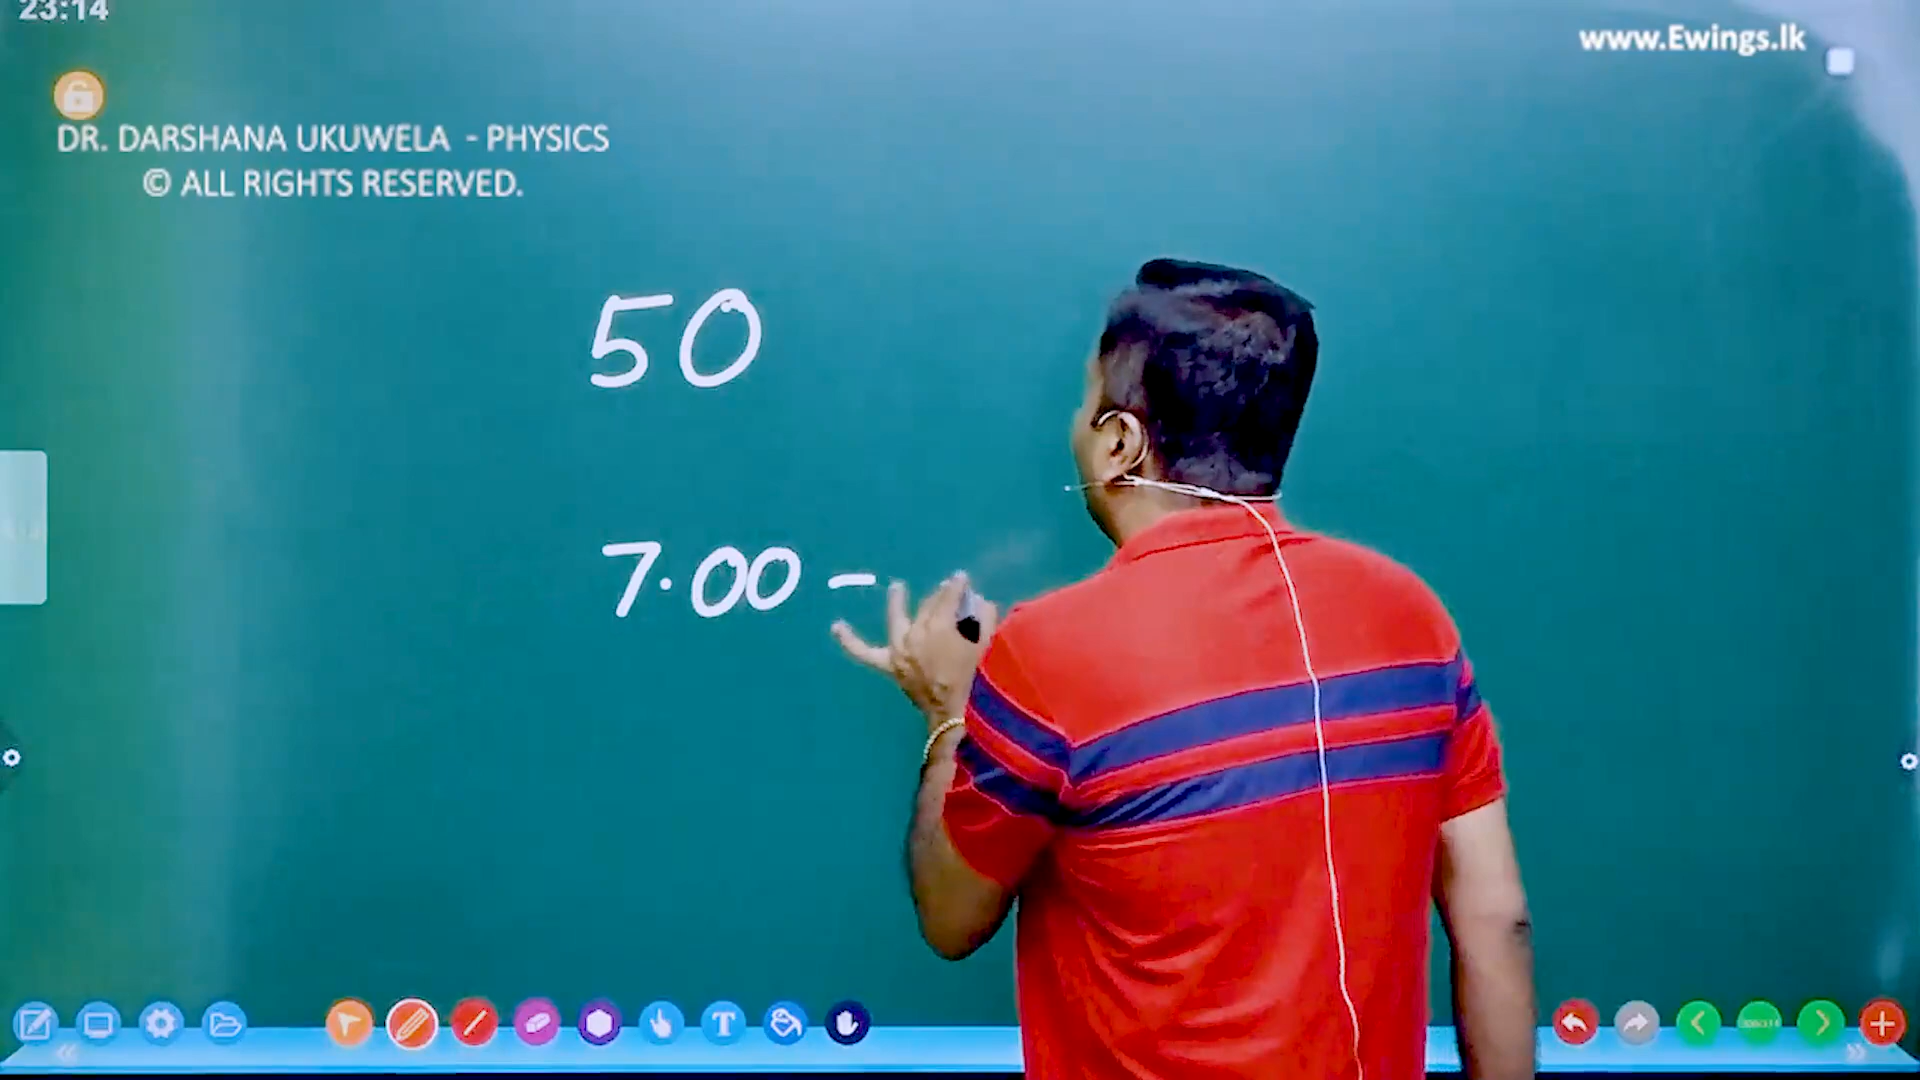 23:14
www.Ewings.lk
DR. DARSHANA UKUWELA - PHYSICS
© ALL RIGHTS RESERVED.
50
7.00 -
T